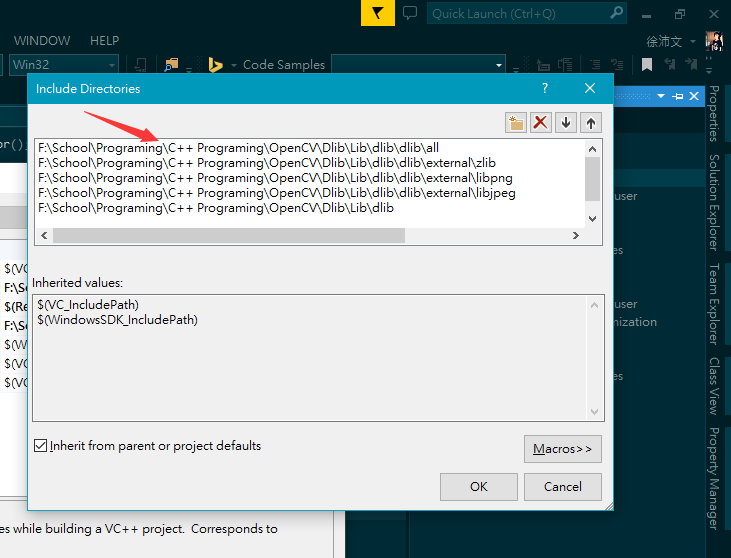 Quick Launch (Ctrl+Q)
WINDOW HELP
徐沛文
Win32
Code Samples
Include Directories
?
F:\School\Programing\C++ Programing\OpenCV\Dlib\Lib\dlib\dlib\all
F:\School\Programing\C++ Programing\OpenCV\Dlib\Lib\dlib\dlib\external\zlib
F:\School\Programing\C++ Programing\OpenCV\Dlib\Lib\dlib\dlib\external\libpng
F:\School\Programing\C++ Programing\OpenCV\Dlib\Lib\dlib\dlib\external\libjpeg
F:\School\Programing\C++ Programing\OpenCV\Dlib\Lib\dlib
Inherited values:
$(VC_IncludePath)
$(WindowsSDK_IncludePath)
Inherit from parent or project defaults
Macros>>
OK
Cancel
or().
$(VC
F:\Sc
$(Re
F:\Sc
$(W
$(VC
$(VC
es while building a VC++ project. Corresponds to
user
es
user
nization
es
Properties
Solution Explorer
Team Explorer
Class View
Property Manager